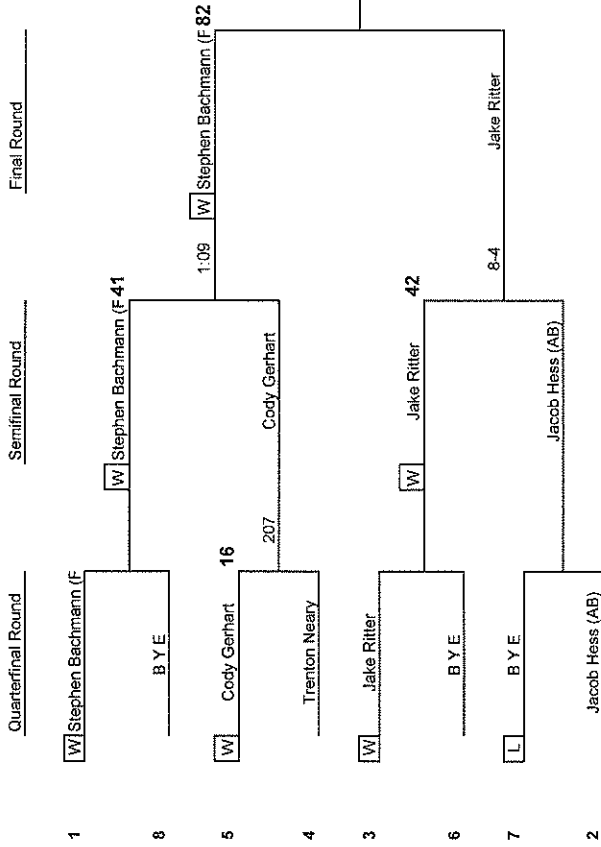 Quarterfinal Round
Semifinal Round
Final Round
1
W Stephen Bachmann (F
8
B Y E
41
W Stephen Bachmann (F
5
W Cody Gerhart
16
4
Trenton Neary
207
Cody Gerhart
1:09
W Stephen Bachmann (F
82
3
W Jake Ritter
6
B Y E
42
W Jake Ritter
7
L B Y E
2
Jacob Hess (AB)
Jacob Hess (AB)
8-4
Jake Ritter